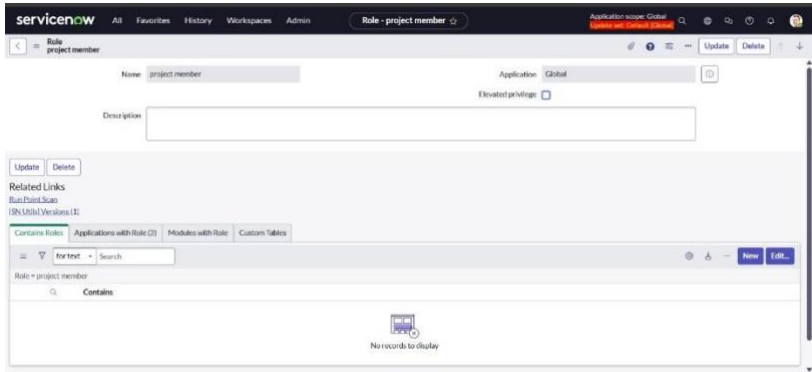 servicenow All Favorites History Workspaces Admin Role - project member Application scope: Global
Update set: Default [Global]
Role
project member
Update Delete
Name project member Application Global
Elevated privilege
Description
Update Delete
Related Links
Run Point Scan
[SN Utils] Versions (1)
Contains Roles Applications with Role (2) Modules with Role Custom Tables
for text Search New Edit...
Role = project member
Contains
No records to display